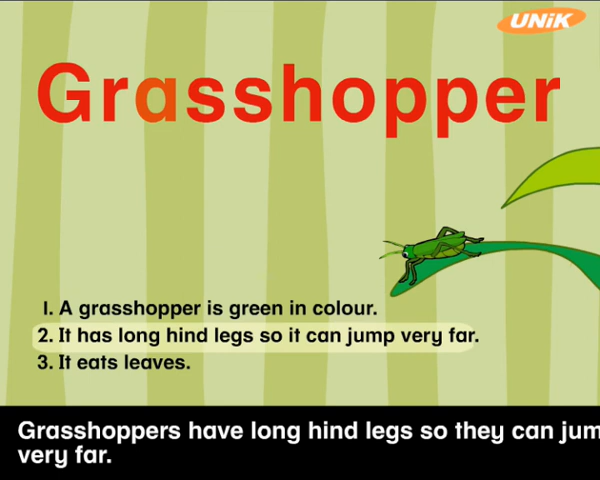 UNiK
Grasshopper
1. A grasshopper is green in colour.
2. It has long hind legs so it can jump very far.
3. It eats leaves.
Grasshoppers have long hind legs so they can jum
very far.